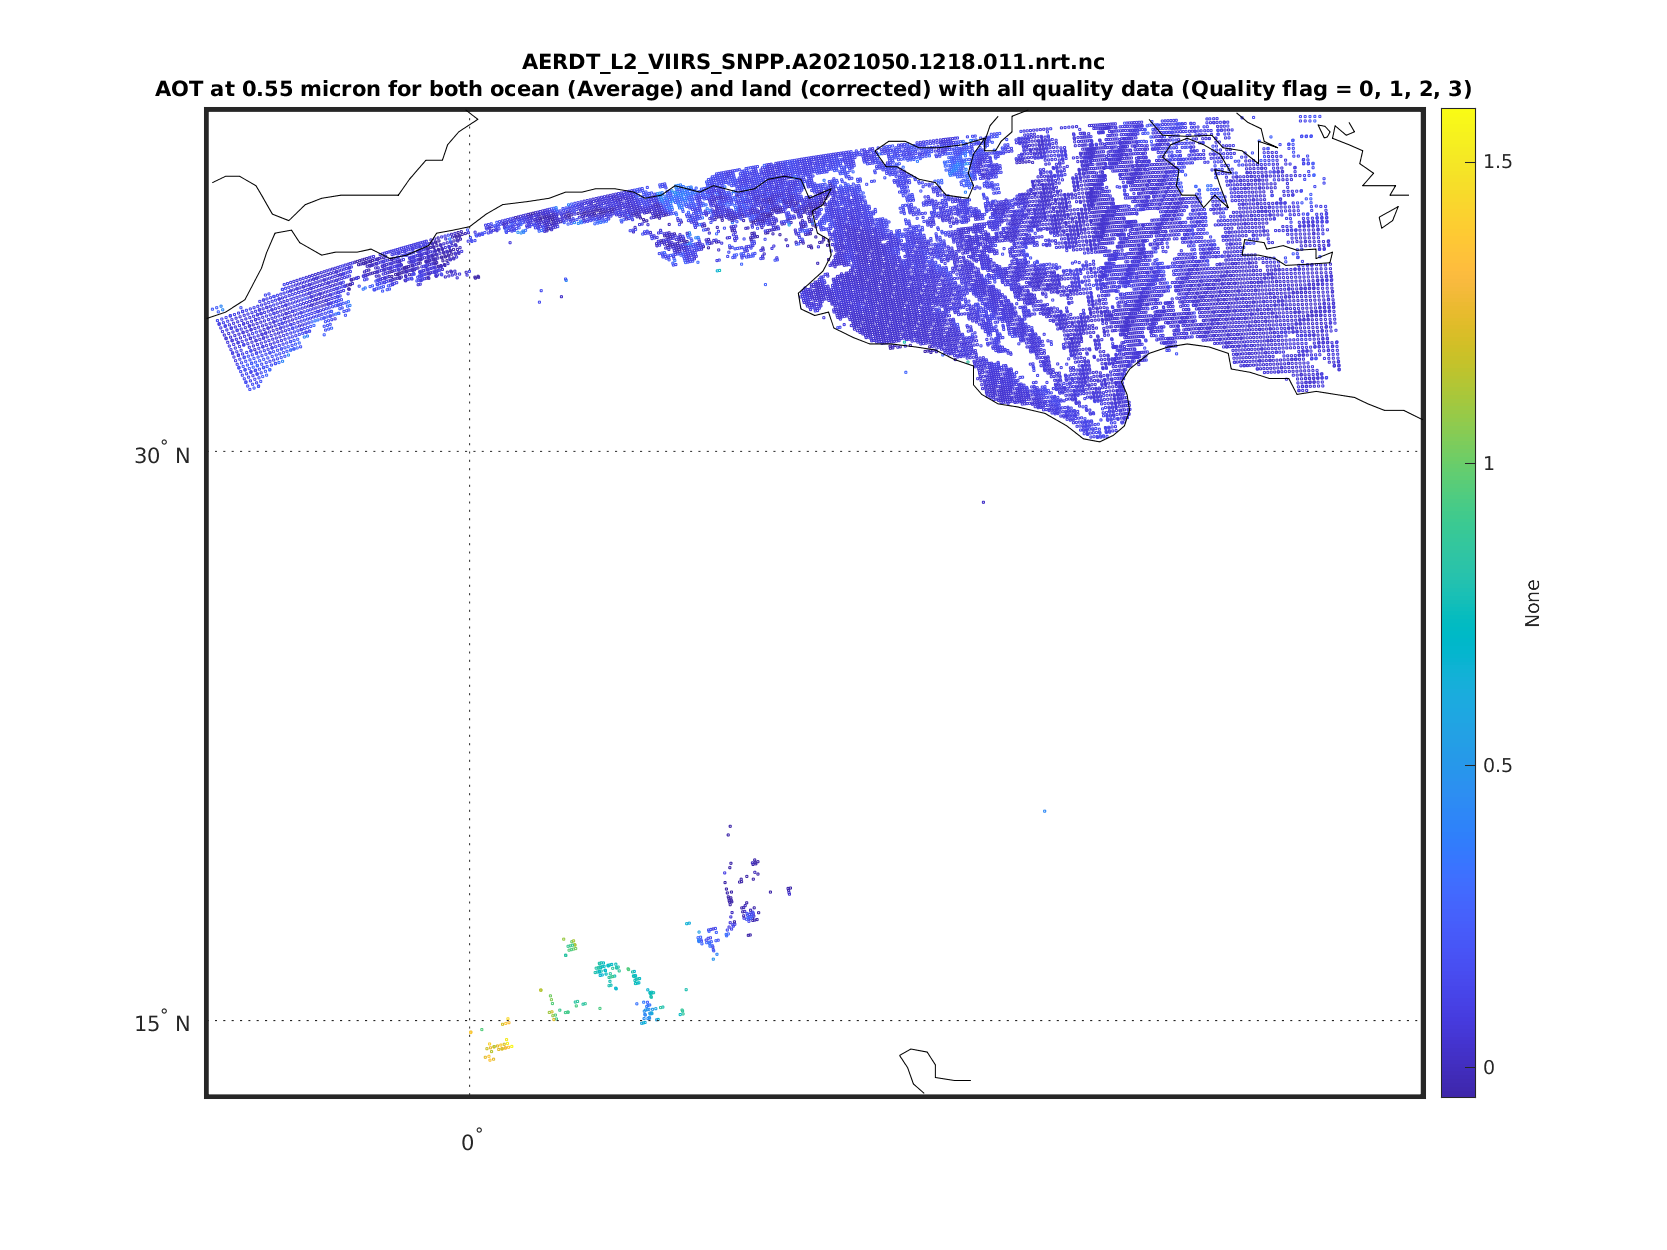 AERDT_L2_VIIRS_SNPP.A2021050.1218.011.nrt.nc
AOT at 0.55 micron for both ocean (Average) and land (corrected) with all quality data (Quality flag = 0, 1, 2, 3)
1.5
30° N
1
None
0.5
15° N
0
0°